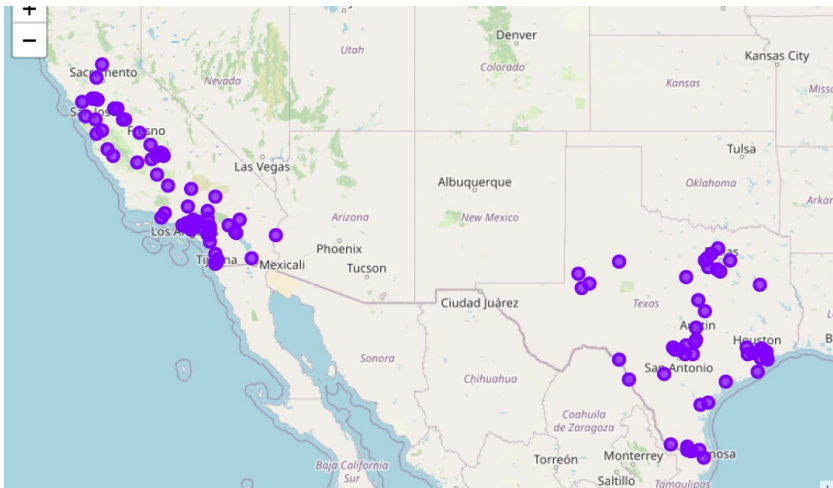 +
−
Denver
Utah
Colorado
Kansas City
Sacramento
Nevada
Kansas
Fresno
Las Vegas
Tulsa
Albuquerque
Oklahoma
Arizona
New Mexico
Phoenix
Mexicali
Tucson
Ciudad Juárez
Texas
Austin
Houston
San Antonio
Sonora
Chihuahua
Coahuila
de Zaragoza
Torreón
Monterrey
Baja California
Sur
Saltillo
Tamaulipas